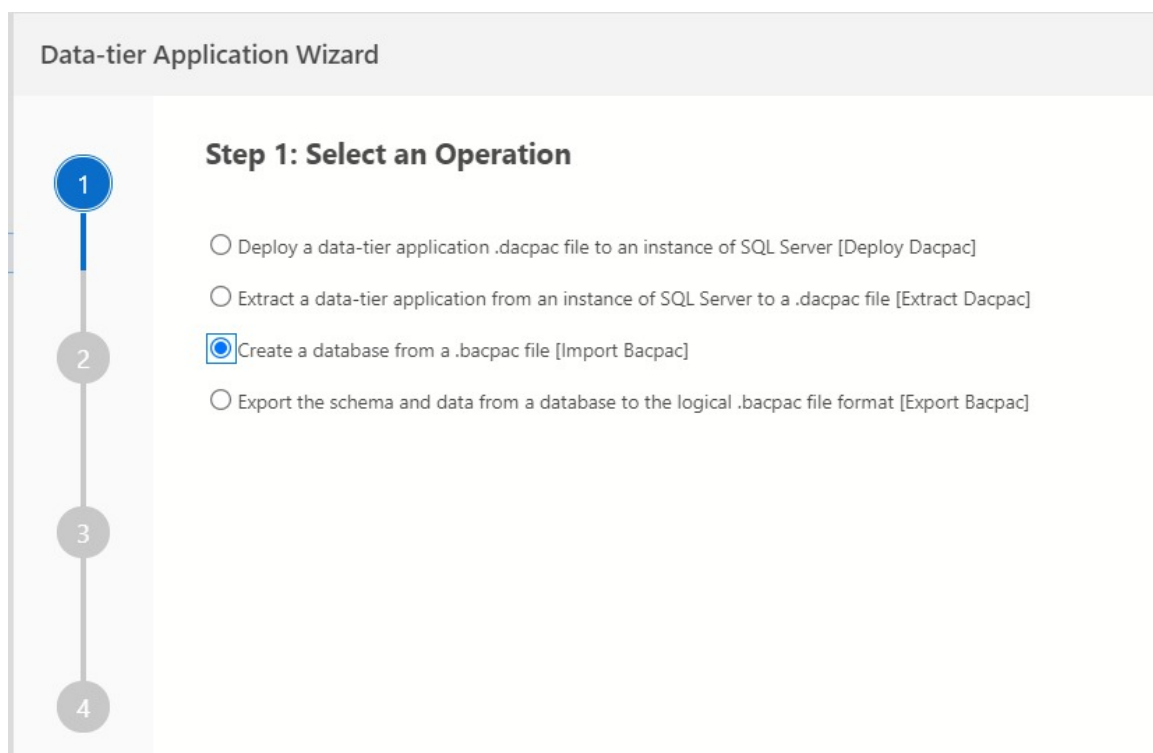 Data-tier Application Wizard
Step 1: Select an Operation
1
Deploy a data-tier application .dacpac file to an instance of SQL Server [Deploy Dacpac]
Extract a data-tier application from an instance of SQL Server to a .dacpac file [Extract Dacpac]
2
Create a database from a .bacpac file [Import Bacpac]
Export the schema and data from a database to the logical .bacpac file format [Export Bacpac]
3
4